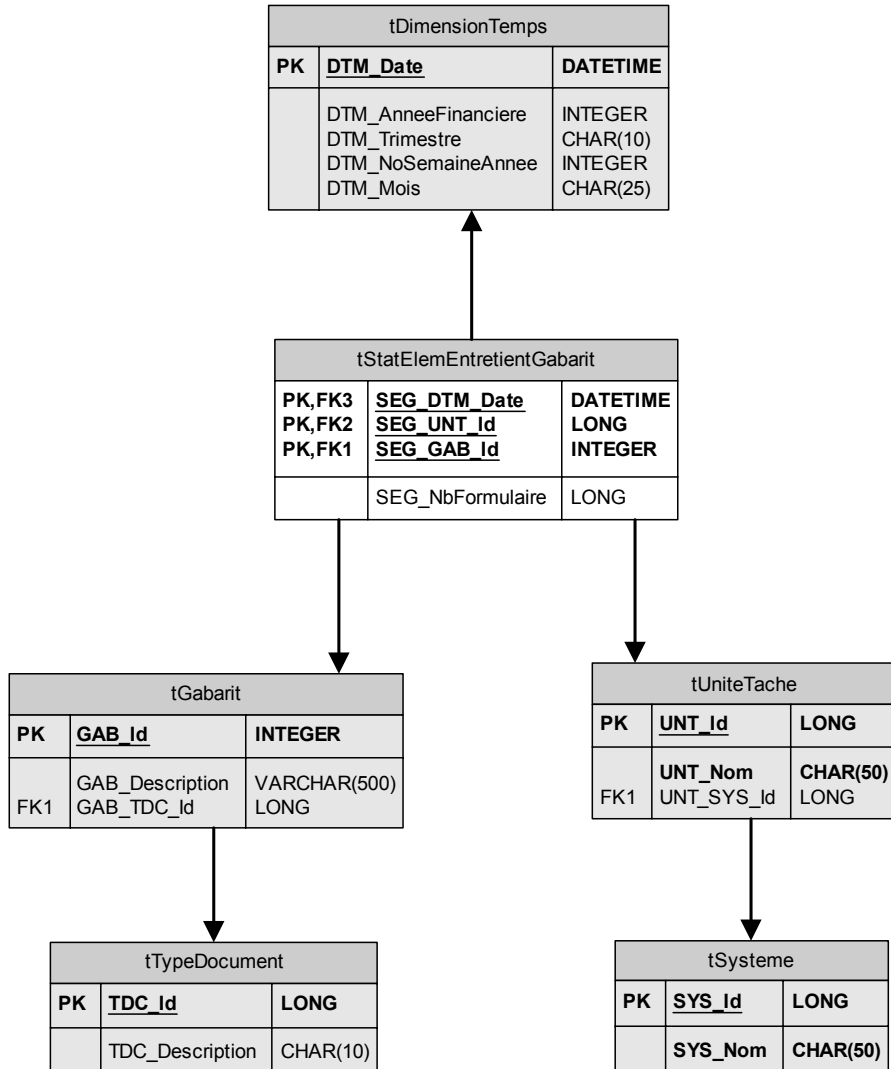 tDimensionTemps
PK DTM_Date DATETIME
DTM_AnneeFinanciere INTEGER
DTM_Trimestre CHAR(10)
DTM_NoSemaineAnnee INTEGER
DTM_Mois CHAR(25)
tStatElemEntretientGabarit
PK,FK3 SEG_DTM_Date DATETIME
PK,FK2 SEG_UNT_Id LONG
PK,FK1 SEG_GAB_Id INTEGER
SEG_NbFormulaire LONG
tGabarit
PK GAB_Id INTEGER
GAB_Description VARCHAR(500)
FK1 GAB_TDC_Id LONG
tUniteTache
PK UNT_Id LONG
UNT_Nom CHAR(50)
FK1 UNT_SYS_Id LONG
tTypeDocument
PK TDC_Id LONG
TDC_Description CHAR(10)
tSysteme
PK SYS_Id LONG
SYS_Nom CHAR(50)